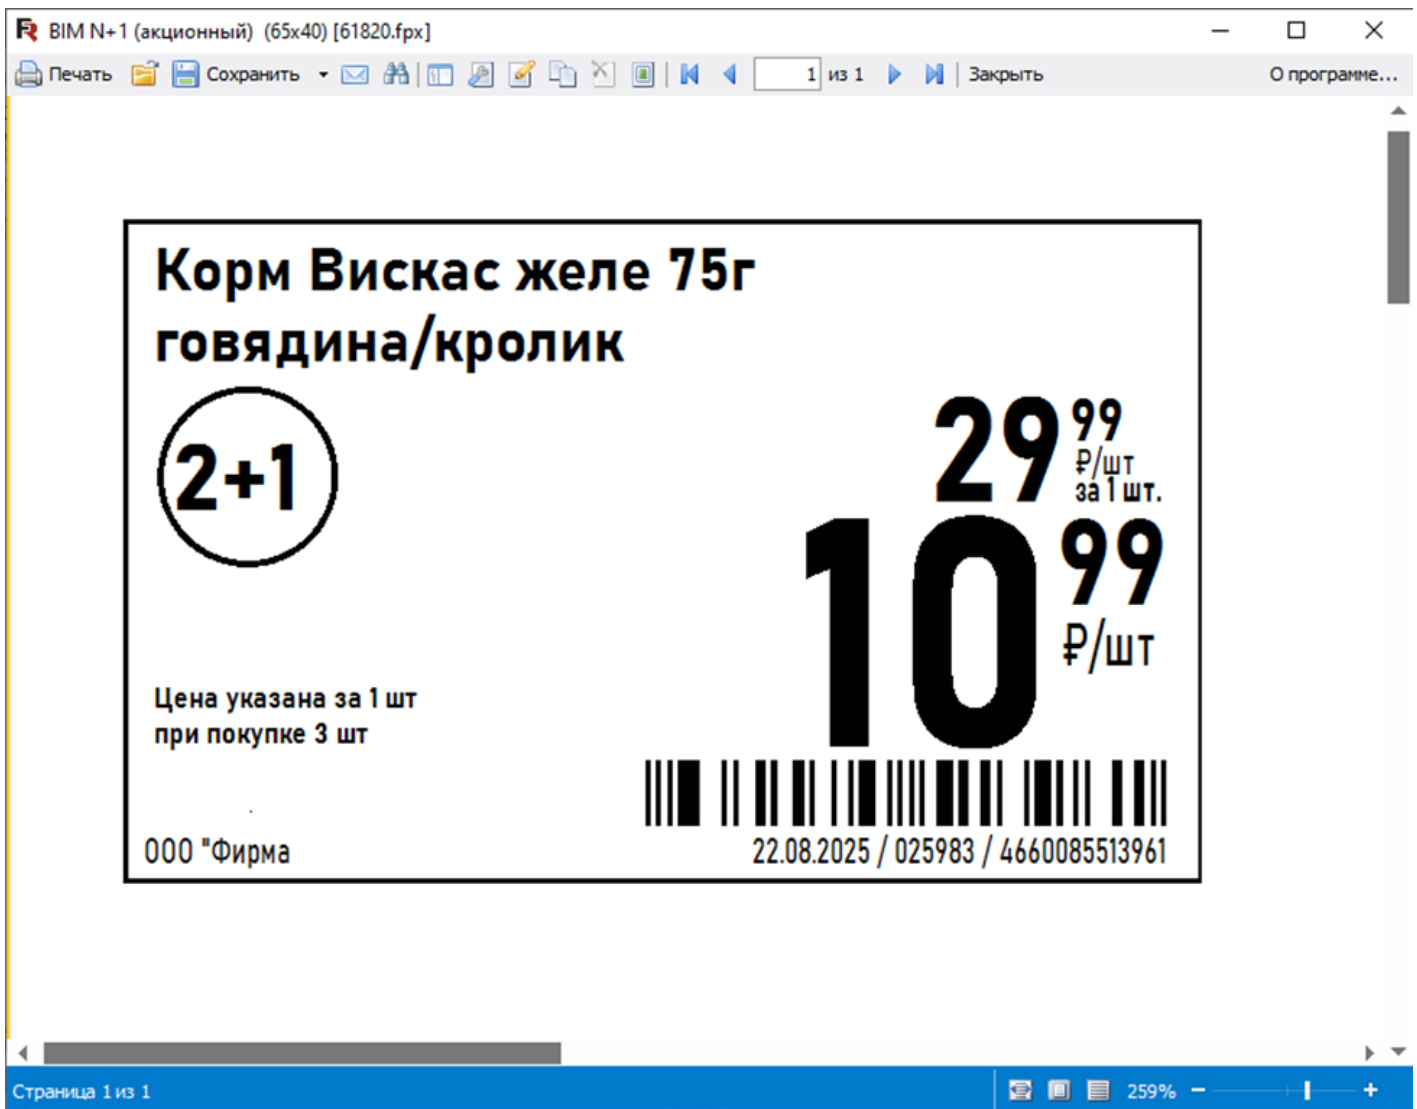 BIM N+1 (акционный) (65x40) [61820.fpx]
Печать Сохранить 1 из 1 Закрыть О программе...
Корм Вискас желе 75г
говядина/кролик
2+1
29 99
₽/шт
за 1 шт.
10 99
₽/шт
Цена указана за 1 шт
при покупке 3 шт
ООО "Фирма
22.08.2025 / 025983 / 4660085513961
Страница 1 из 1
259%